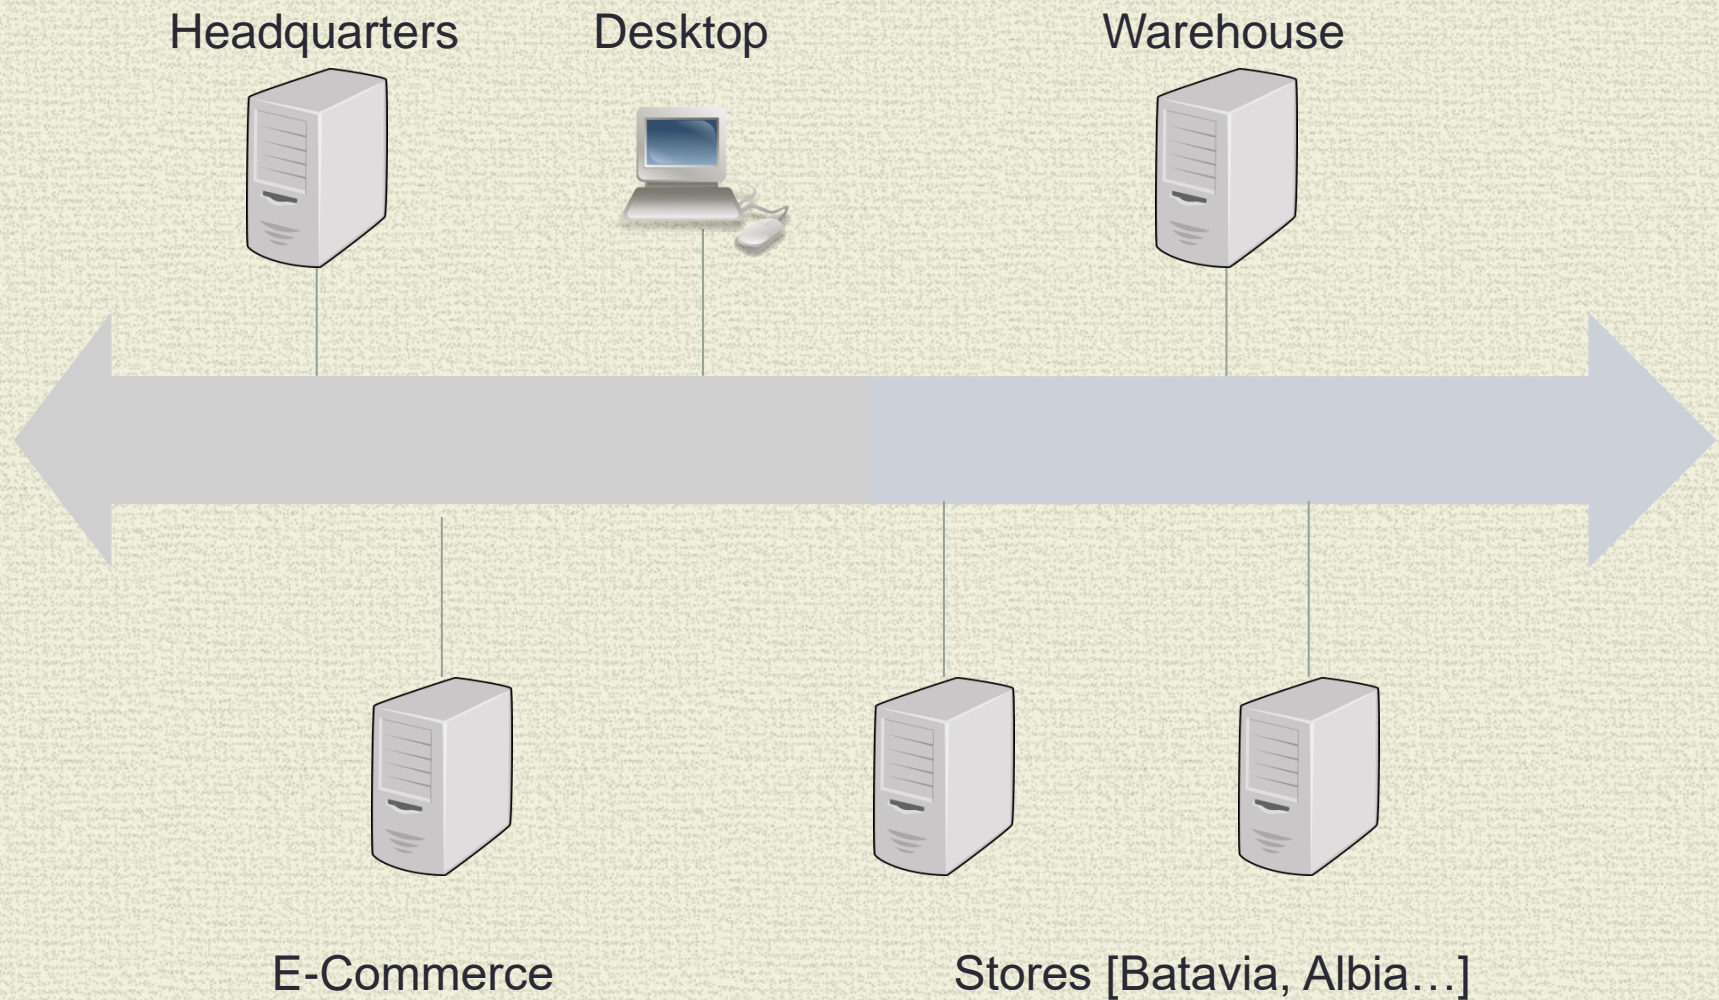 Headquarters
Desktop
Warehouse
E-Commerce
Stores [Batavia, Albia…]